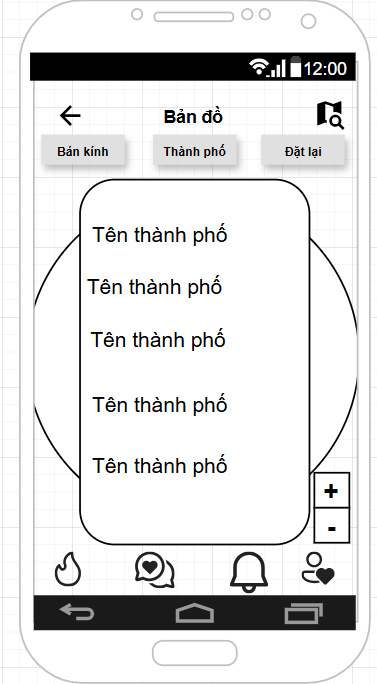 12:00
Bản đồ
Bán kính Thành phố Đặt lại
Tên thành phố
Tên thành phố
Tên thành phố
Tên thành phố
Tên thành phố
+
-